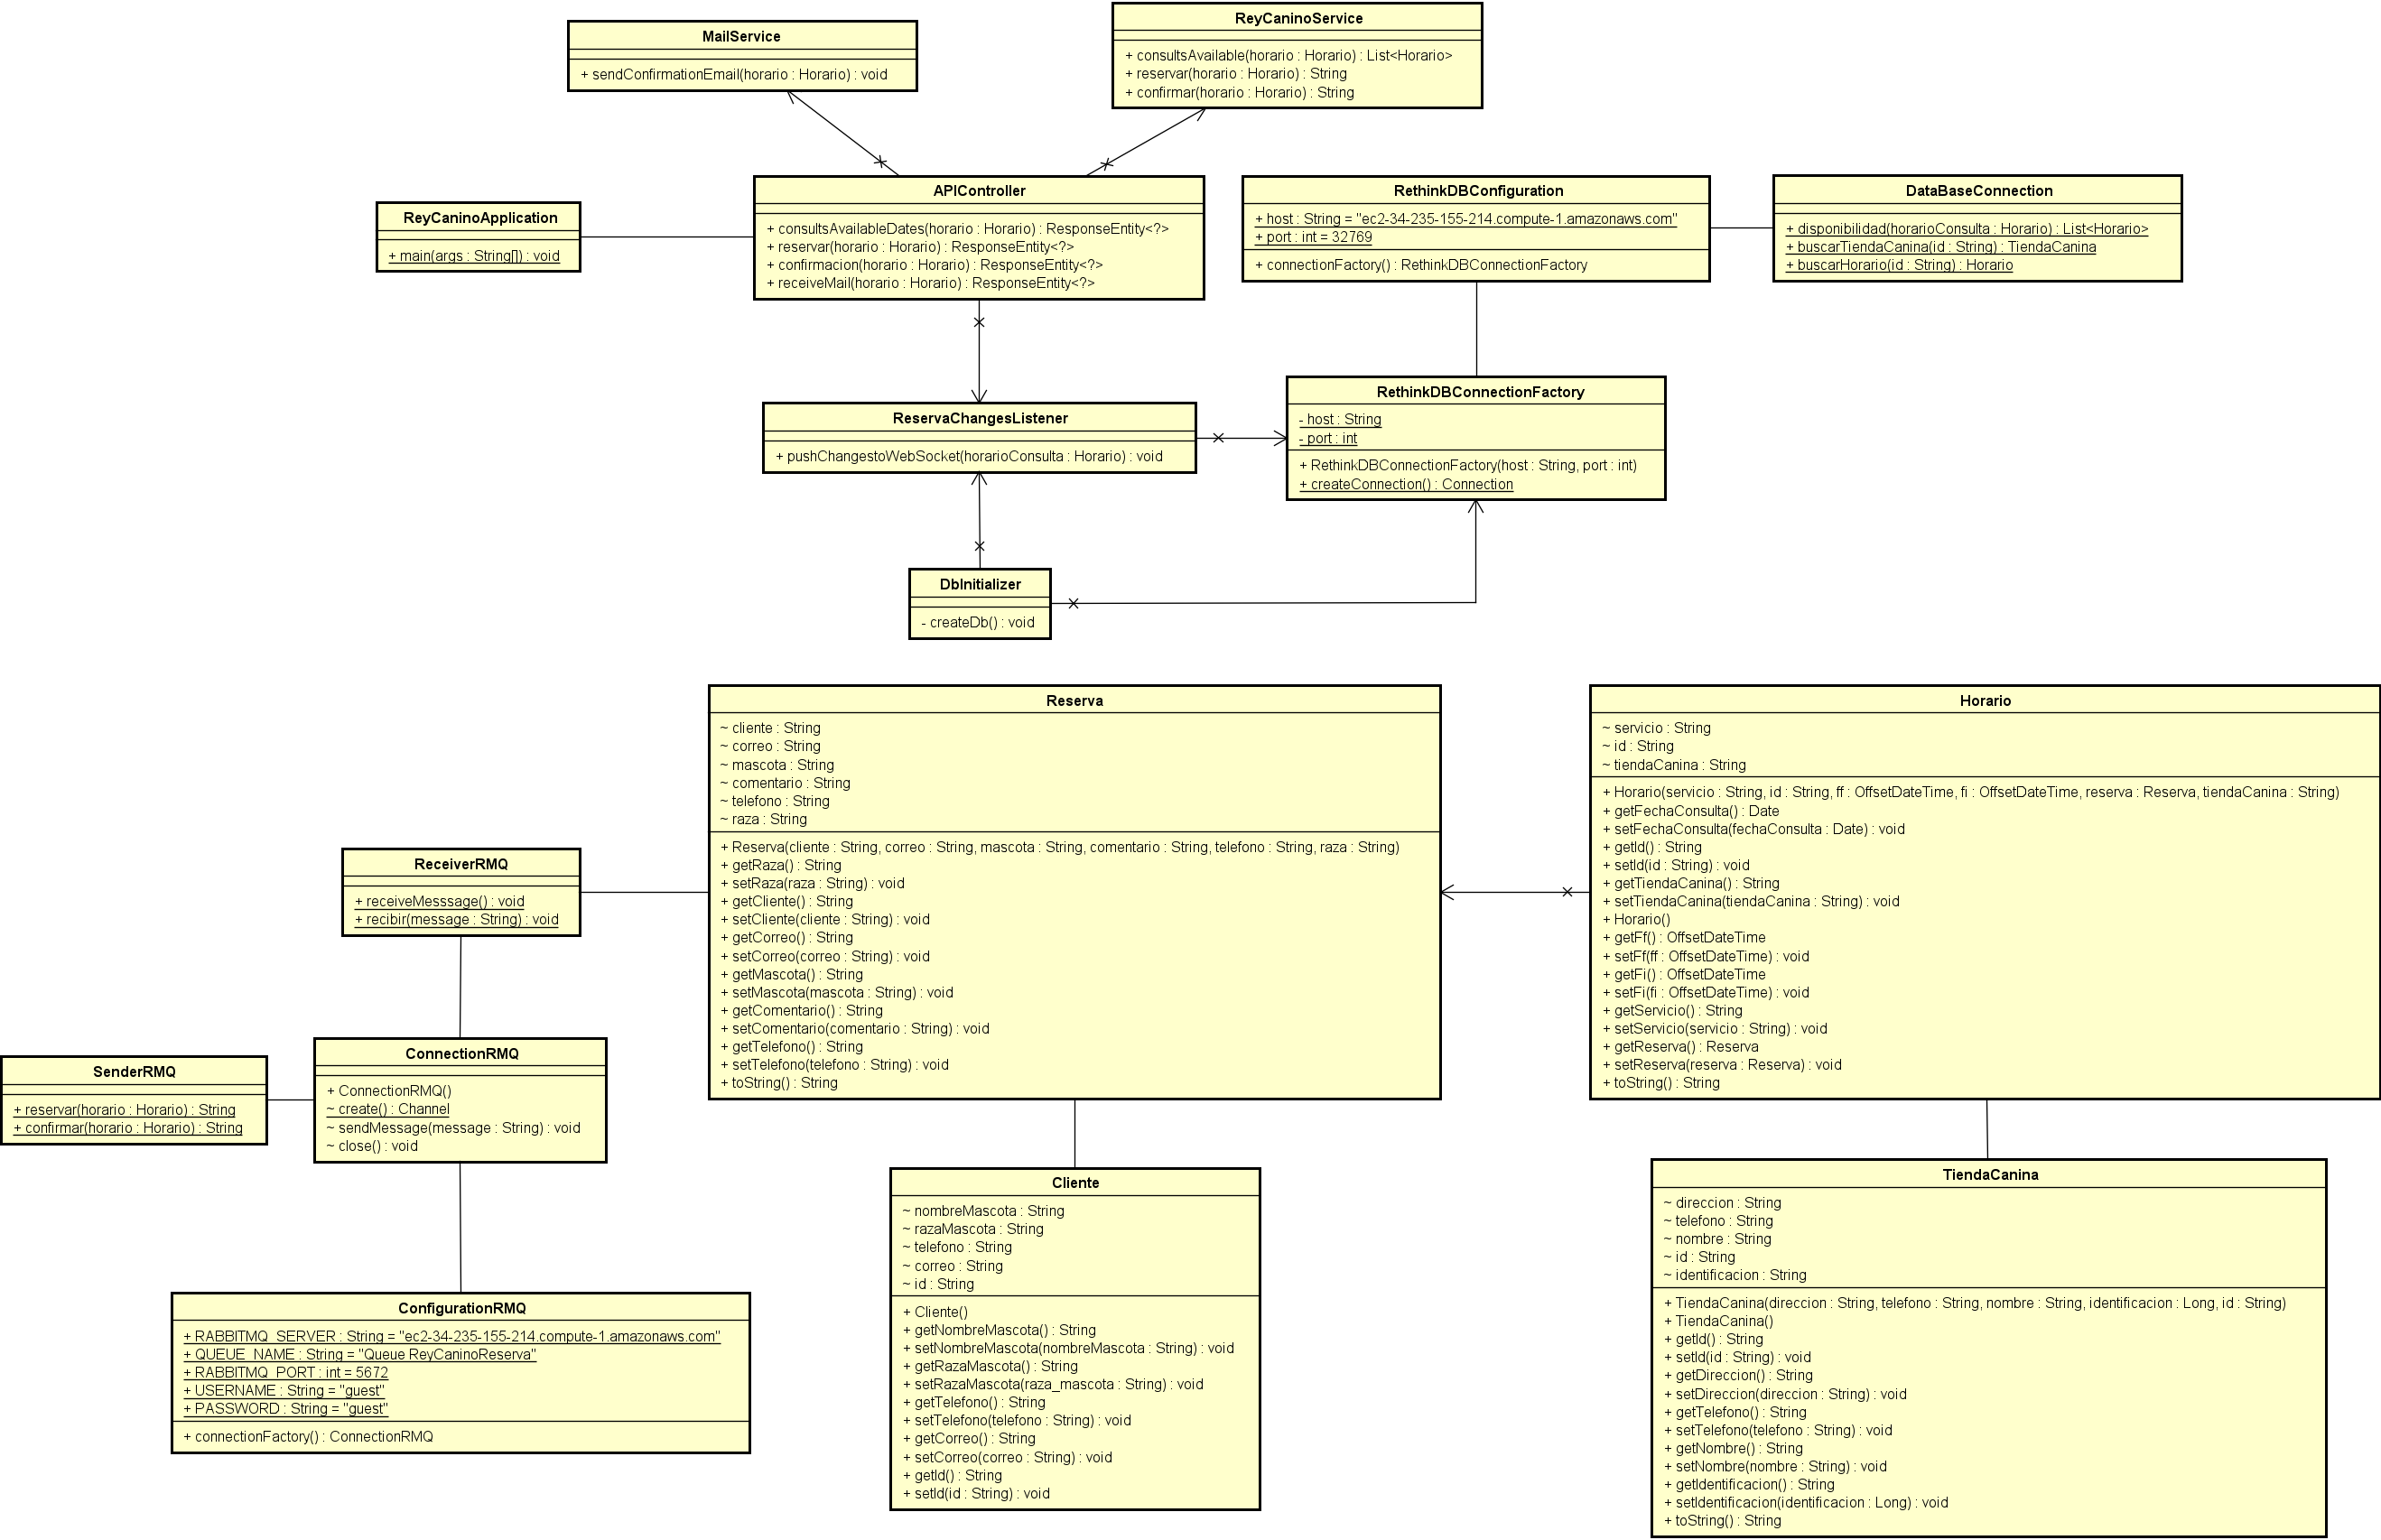 MailService
+ sendConfirmationEmail(horario : Horario) : void
ReyCaninoService
+ consultsAvailable(horario : Horario) : List<Horario>
+ reservar(horario : Horario) : String
+ confirmar(horario : Horario) : String
ReyCaninoApplication
+ main(args : String[]) : void
APIController
+ consultsAvailableDates(horario : Horario) : ResponseEntity<?>
+ reservar(horario : Horario) : ResponseEntity<?>
+ confirmacion(horario : Horario) : ResponseEntity<?>
+ receiveMail(horario : Horario) : ResponseEntity<?>
RethinkDBConfiguration
+ host : String = "ec2-34-235-155-214.compute-1.amazonaws.com"
+ port : int = 32769
+ connectionFactory() : RethinkDBConnectionFactory
DataBaseConnection
+ disponibilidad(horarioConsulta : Horario) : List<Horario>
+ buscarTiendaCanina(id : String) : TiendaCanina
+ buscarHorario(id : String) : Horario
ReservaChangesListener
+ pushChangestoWebSocket(horarioConsulta : Horario) : void
RethinkDBConnectionFactory
- host : String
- port : int
+ RethinkDBConnectionFactory(host : String, port : int)
+ createConnection() : Connection
DbInitializer
- createDb() : void
Reserva
~ cliente : String
~ correo : String
~ mascota : String
~ comentario : String
~ telefono : String
~ raza : String
+ Reserva(cliente : String, correo : String, mascota : String, comentario : String, telefono : String, raza : String)
+ getRaza() : String
+ setRaza(raza : String) : void
+ getCliente() : String
+ setCliente(cliente : String) : void
+ getCorreo() : String
+ setCorreo(correo : String) : void
+ getMascota() : String
+ setMascota(mascota : String) : void
+ getComentario() : String
+ setComentario(comentario : String) : void
+ getTelefono() : String
+ setTelefono(telefono : String) : void
+ toString() : String
Horario
~ servicio : String
~ id : String
~ tiendaCanina : String
+ Horario(servicio : String, id : String, ff : OffsetDateTime, fi : OffsetDateTime, reserva : Reserva, tiendaCanina : String)
+ getFechaConsulta() : Date
+ setFechaConsulta(fechaConsulta : Date) : void
+ getId() : String
+ setId(id : String) : void
+ getTiendaCanina() : String
+ setTiendaCanina(tiendaCanina : String) : void
+ Horario()
+ getFf() : OffsetDateTime
+ setFf(ff : OffsetDateTime) : void
+ getFi() : OffsetDateTime
+ setFi(fi : OffsetDateTime) : void
+ getServicio() : String
+ setServicio(servicio : String) : void
+ getReserva() : Reserva
+ setReserva(reserva : Reserva) : void
+ toString() : String
ReceiverRMQ
+ receiveMesssage() : void
+ recibir(message : String) : void
SenderRMQ
+ reservar(horario : Horario) : String
+ confirmar(horario : Horario) : String
ConnectionRMQ
+ ConnectionRMQ()
~ create() : Channel
~ sendMessage(message : String) : void
~ close() : void
ConfigurationRMQ
+ RABBITMQ_SERVER : String = "ec2-34-235-155-214.compute-1.amazonaws.com"
+ QUEUE_NAME : String = "Queue ReyCaninoReserva"
+ RABBITMQ_PORT : int = 5672
+ USERNAME : String = "guest"
+ PASSWORD : String = "guest"
+ connectionFactory() : ConnectionRMQ
Cliente
~ nombreMascota : String
~ razaMascota : String
~ telefono : String
~ correo : String
~ id : String
+ Cliente()
+ getNombreMascota() : String
+ setNombreMascota(nombreMascota : String) : void
+ getRazaMascota() : String
+ setRazaMascota(raza_mascota : String) : void
+ getTelefono() : String
+ setTelefono(telefono : String) : void
+ getCorreo() : String
+ setCorreo(correo : String) : void
+ getId() : String
+ setId(id : String) : void
TiendaCanina
~ direccion : String
~ telefono : String
~ nombre : String
~ id : String
~ identificacion : String
+ TiendaCanina(direccion : String, telefono : String, nombre : String, identificacion : Long, id : String)
+ TiendaCanina()
+ getId() : String
+ setId(id : String) : void
+ getDireccion() : String
+ setDireccion(direccion : String) : void
+ getTelefono() : String
+ setTelefono(telefono : String) : void
+ getNombre() : String
+ setNombre(nombre : String) : void
+ getIdentificacion() : String
+ setIdentificacion(identificacion : Long) : void
+ toString() : String